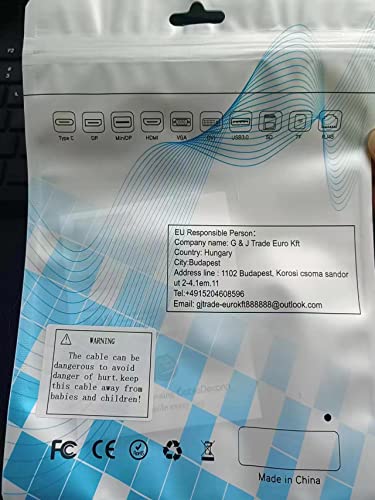 F2
Type C DP MiniDP HDMI VGA USB3.0 SD TF RJ45
EU Responsible Person:
Company name: G & J Trade Euro Kft
Country: Hungary
City:Budapest
Address line : 1102 Budapest, Korosi csoma sandor
ut 2-4.1em.11
Tel:+4915204608596
Email: gjtrade-eurokft888888@outlook.com
WARNING
The cable can be
dangerous to avoid
danger of hurt,keep
this cable away from
babies and children!
FC CE
Made in China